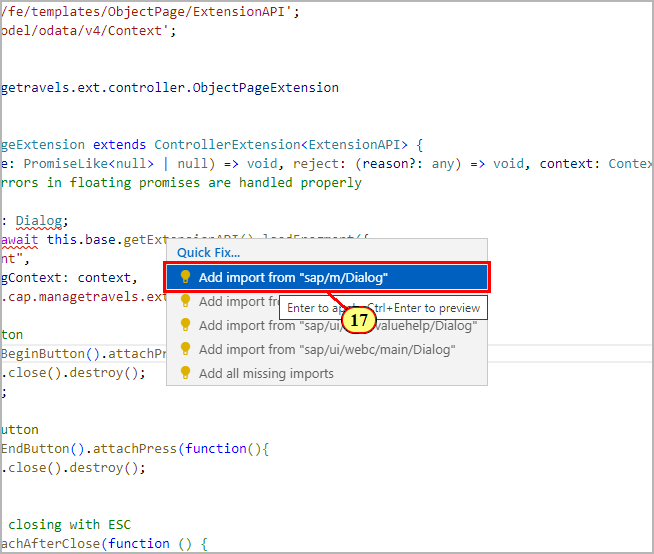 /fe/templates/ObjectPage/ExtensionAPI';
odel/odata/v4/Context';
getravels.ext.controller.ObjectPageExtension
geExtension extends ControllerExtension<ExtensionAPI> {
e: PromiseLike<null> | null) => void, reject: (reason?: any) => void, context: Contex
rrors in floating promises are handled properly
: Dialog;
await this.base.getExtensionAPI().loadFragment({
nt",
gContext: context,
.cap.managetravels.ext
Quick Fix...
Add import from "sap/m/Dialog"
Add import fro
Enter to apply, Ctrl+Enter to preview
17
Add import from "sap/ui/ valuehelp/Dialog"
Add import from "sap/ui/webc/main/Dialog"
Add all missing imports
tton
BeginButton().attachPr
.close().destroy();
;
utton
EndButton().attachPress(function(){
.close().destroy();
closing with ESC
achAfterClose(function () {